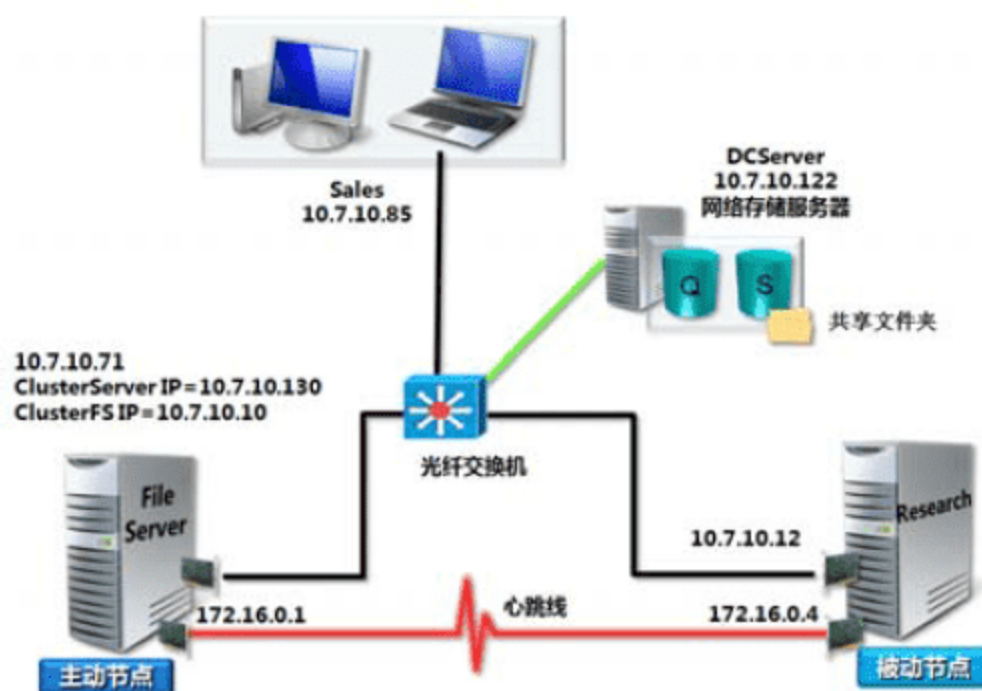 Sales
10.7.10.85
DCServer
10.7.10.122
网络存储服务器
Q
S
共享文件夹
10.7.10.71
ClusterServer IP=10.7.10.130
ClusterFS IP=10.7.10.10
光纤交换机
File
Server
Research
10.7.10.12
172.16.0.1
心跳线
172.16.0.4
主动节点
被动节点